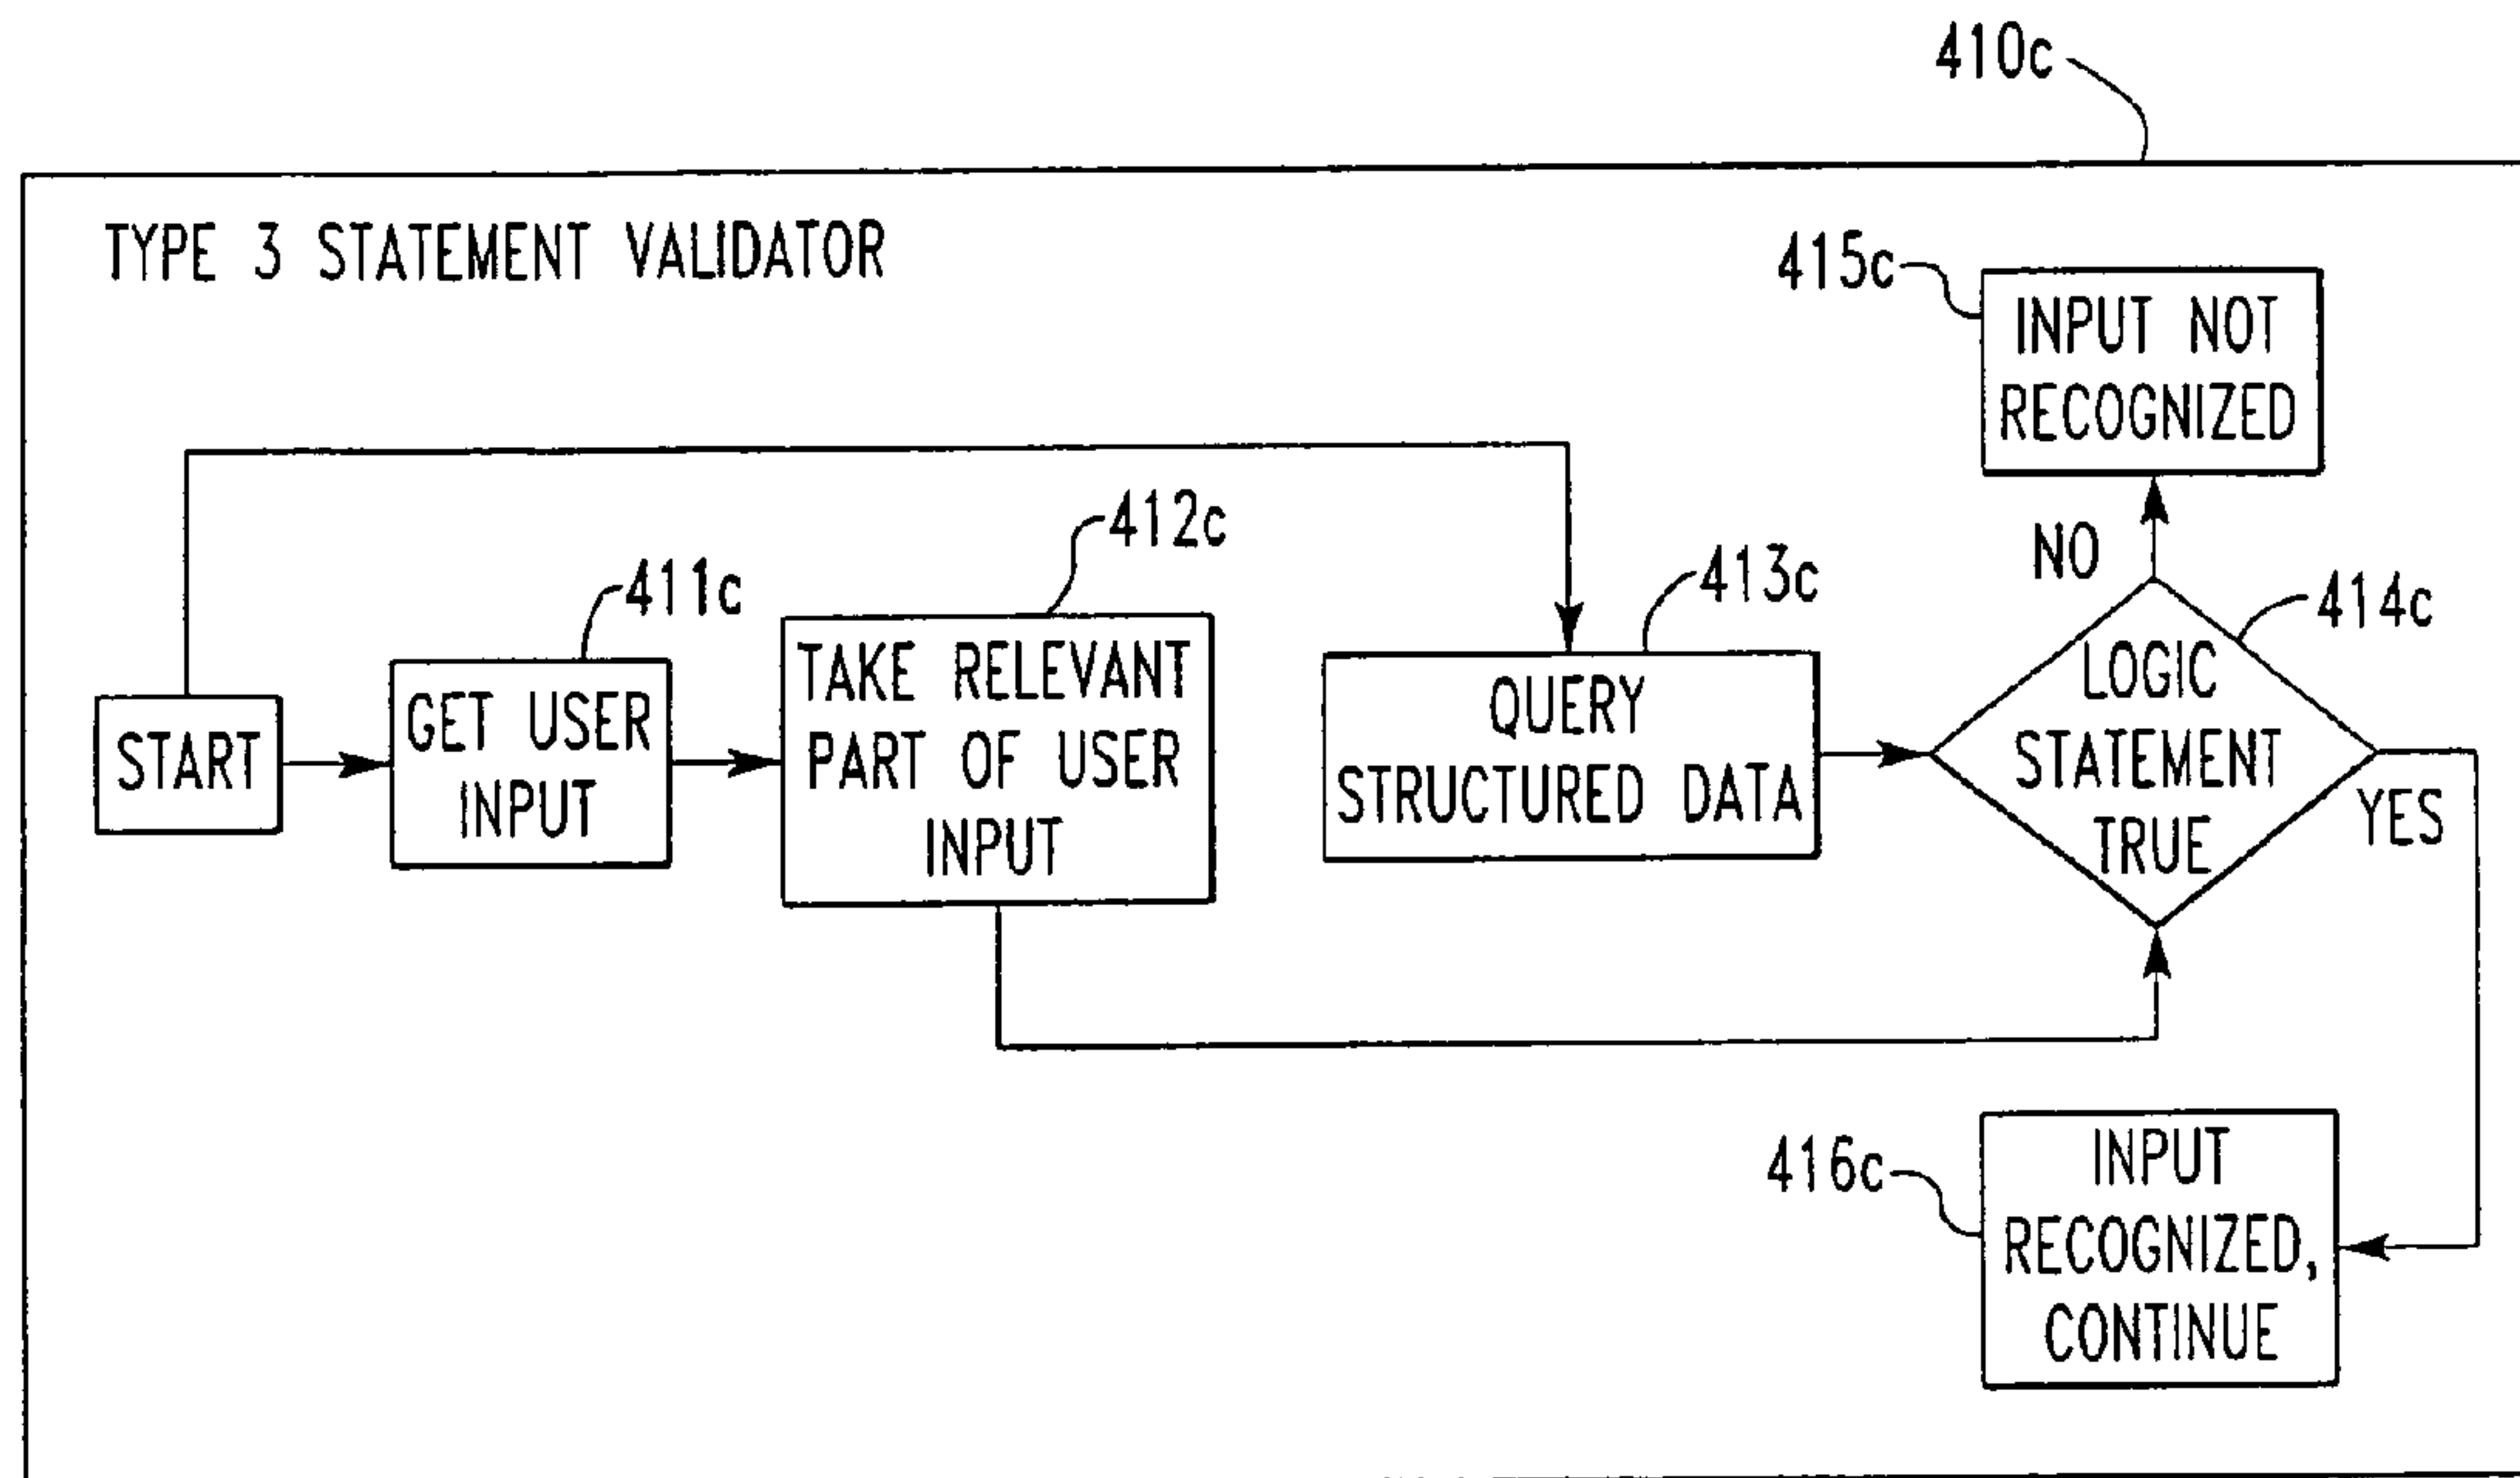 410c
TYPE 3 STATEMENT VALIDATOR
415c
INPUT NOT
RECOGNIZED
412c
NO
413c
411c
414c
START
GET USER
INPUT
TAKE RELEVANT
PART OF USER
INPUT
QUERY
STRUCTURED DATA
LOGIC
STATEMENT
TRUE
YES
416c
INPUT
RECOGNIZED,
CONTINUE